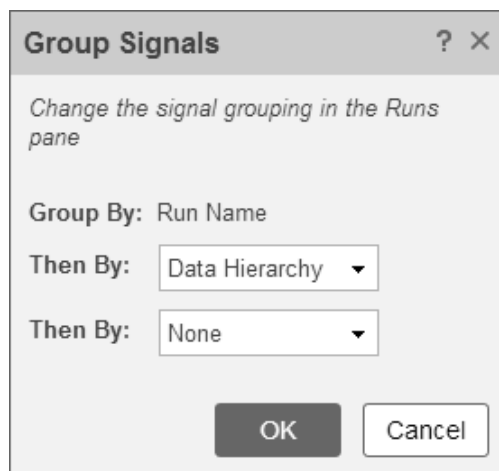 Group Signals ? ×
Change the signal grouping in the Runs
pane
Group By: Run Name
Then By: Data Hierarchy
Then By: None
OK Cancel